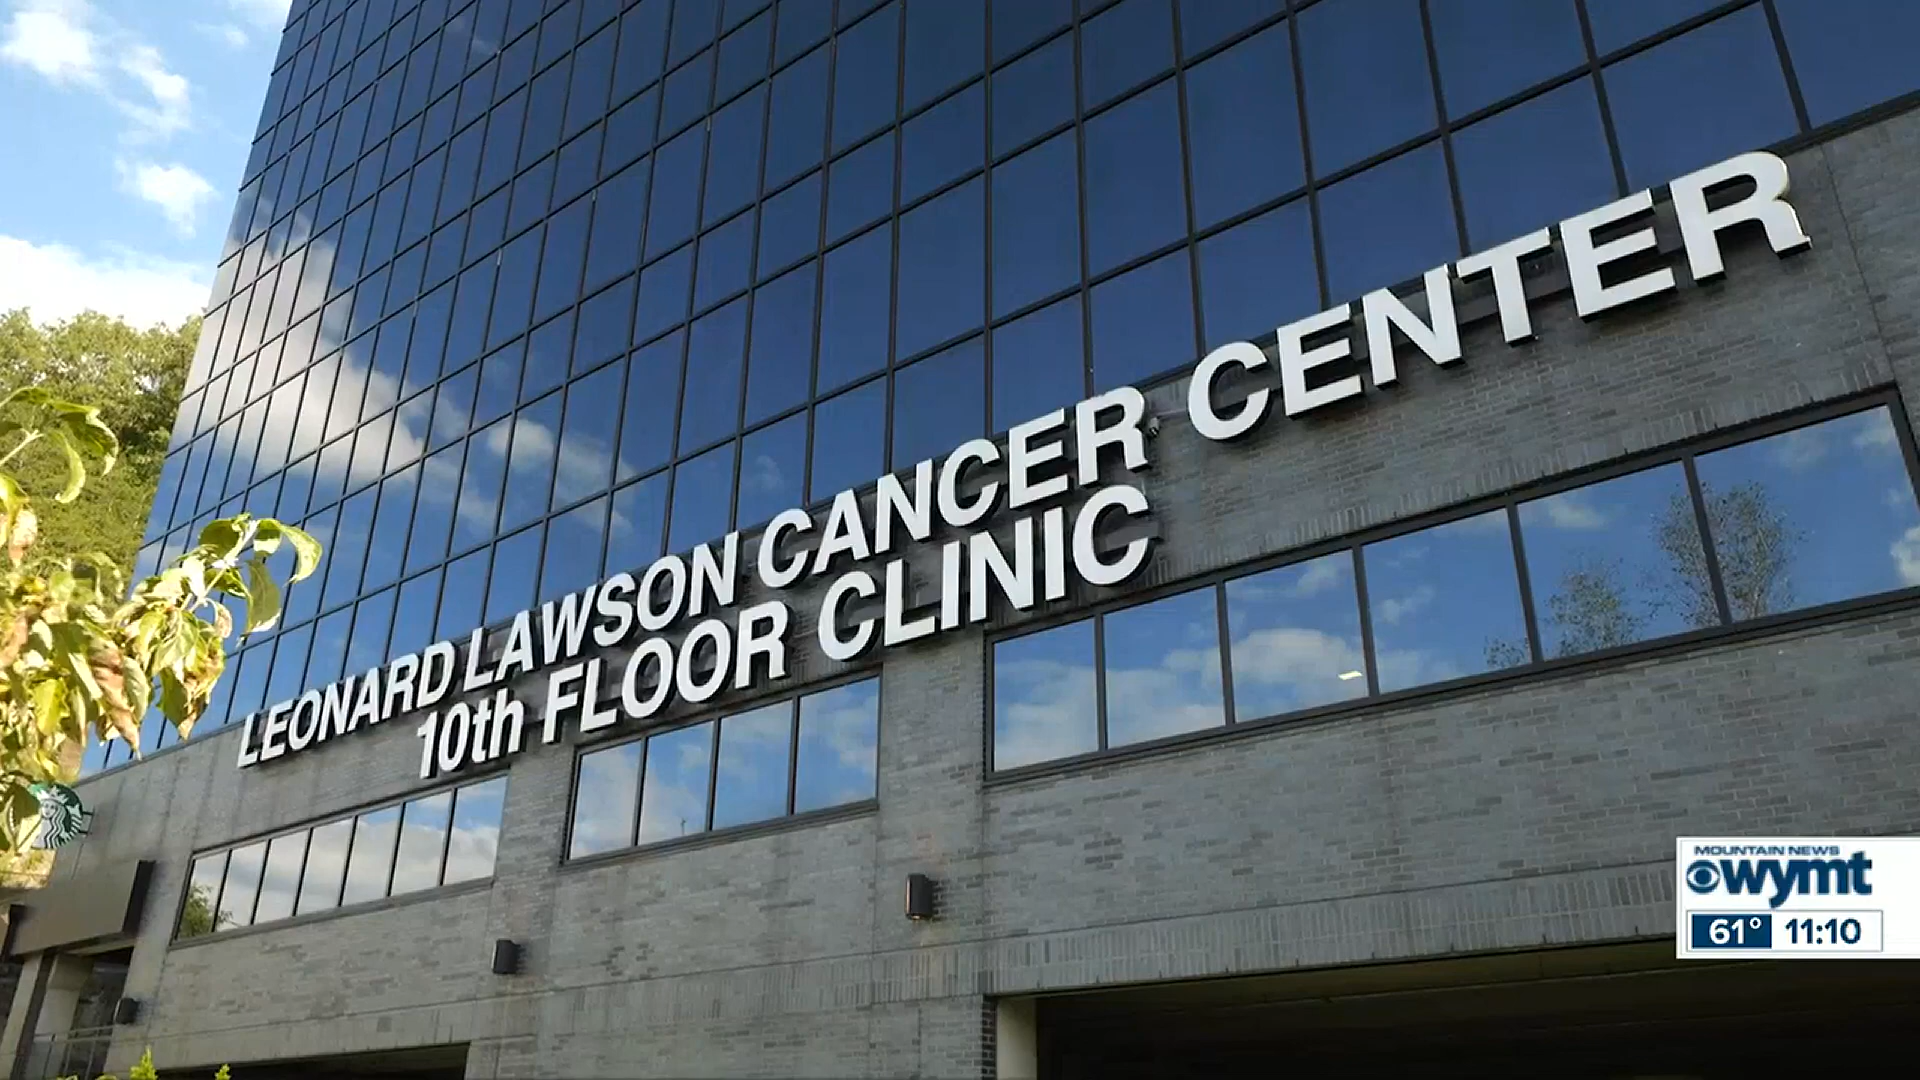 LEONARD LAWSON CANCER CENTER
10th FLOOR CLINIC
MOUNTAIN NEWS
wymt
61° 11:10